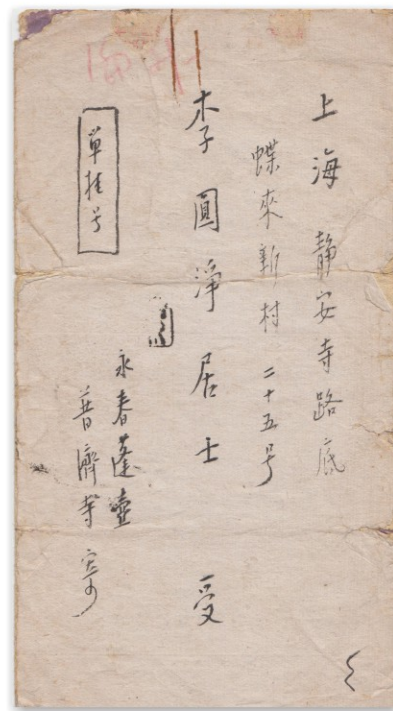 上海 静安寺路底
蝶來新村 二十五号
李圓淨居士 受
永春蓬壺
普濟寺寄
單挂号